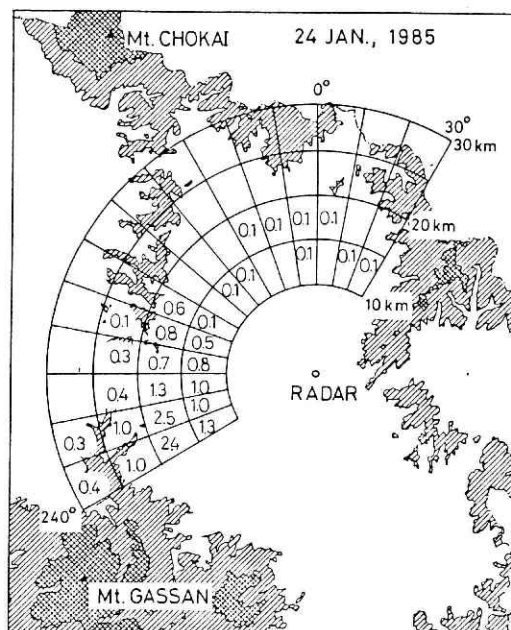 Mt. CHOKAI 24 JAN., 1985
0°
30°
30 km
0.1 0.1 0.1 0.1
20 km
0.1 0.1 0.1
0.1 0.1
10 km
0.6 0.1
0.1 0.8 0.5
0.3 0.7 0.8
RADAR
0.4 1.3 1.0
1.0 2.5 1.0
0.3 1.0 24 1.3
0.4
240°
Mt. GASSAN